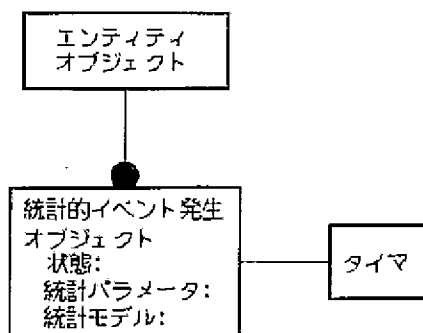 エンティティ
オブジェクト
統計的イベント発生
オブジェクト
状態:
統計パラメータ:
統計モデル:
タイマ